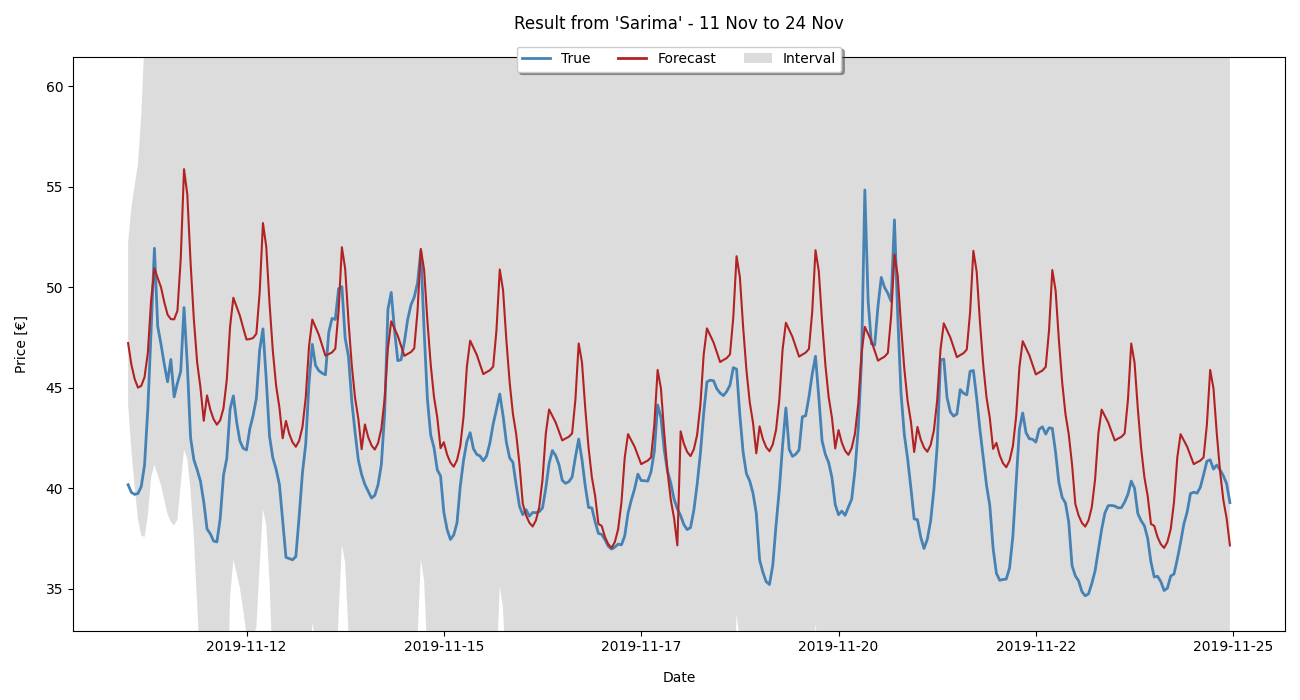 Result from 'Sarima' - 11 Nov to 24 Nov
True Forecast Interval
60
55
50
45
40
35
Price [€]
2019-11-12 2019-11-15 2019-11-17 2019-11-20 2019-11-22 2019-11-25
Date